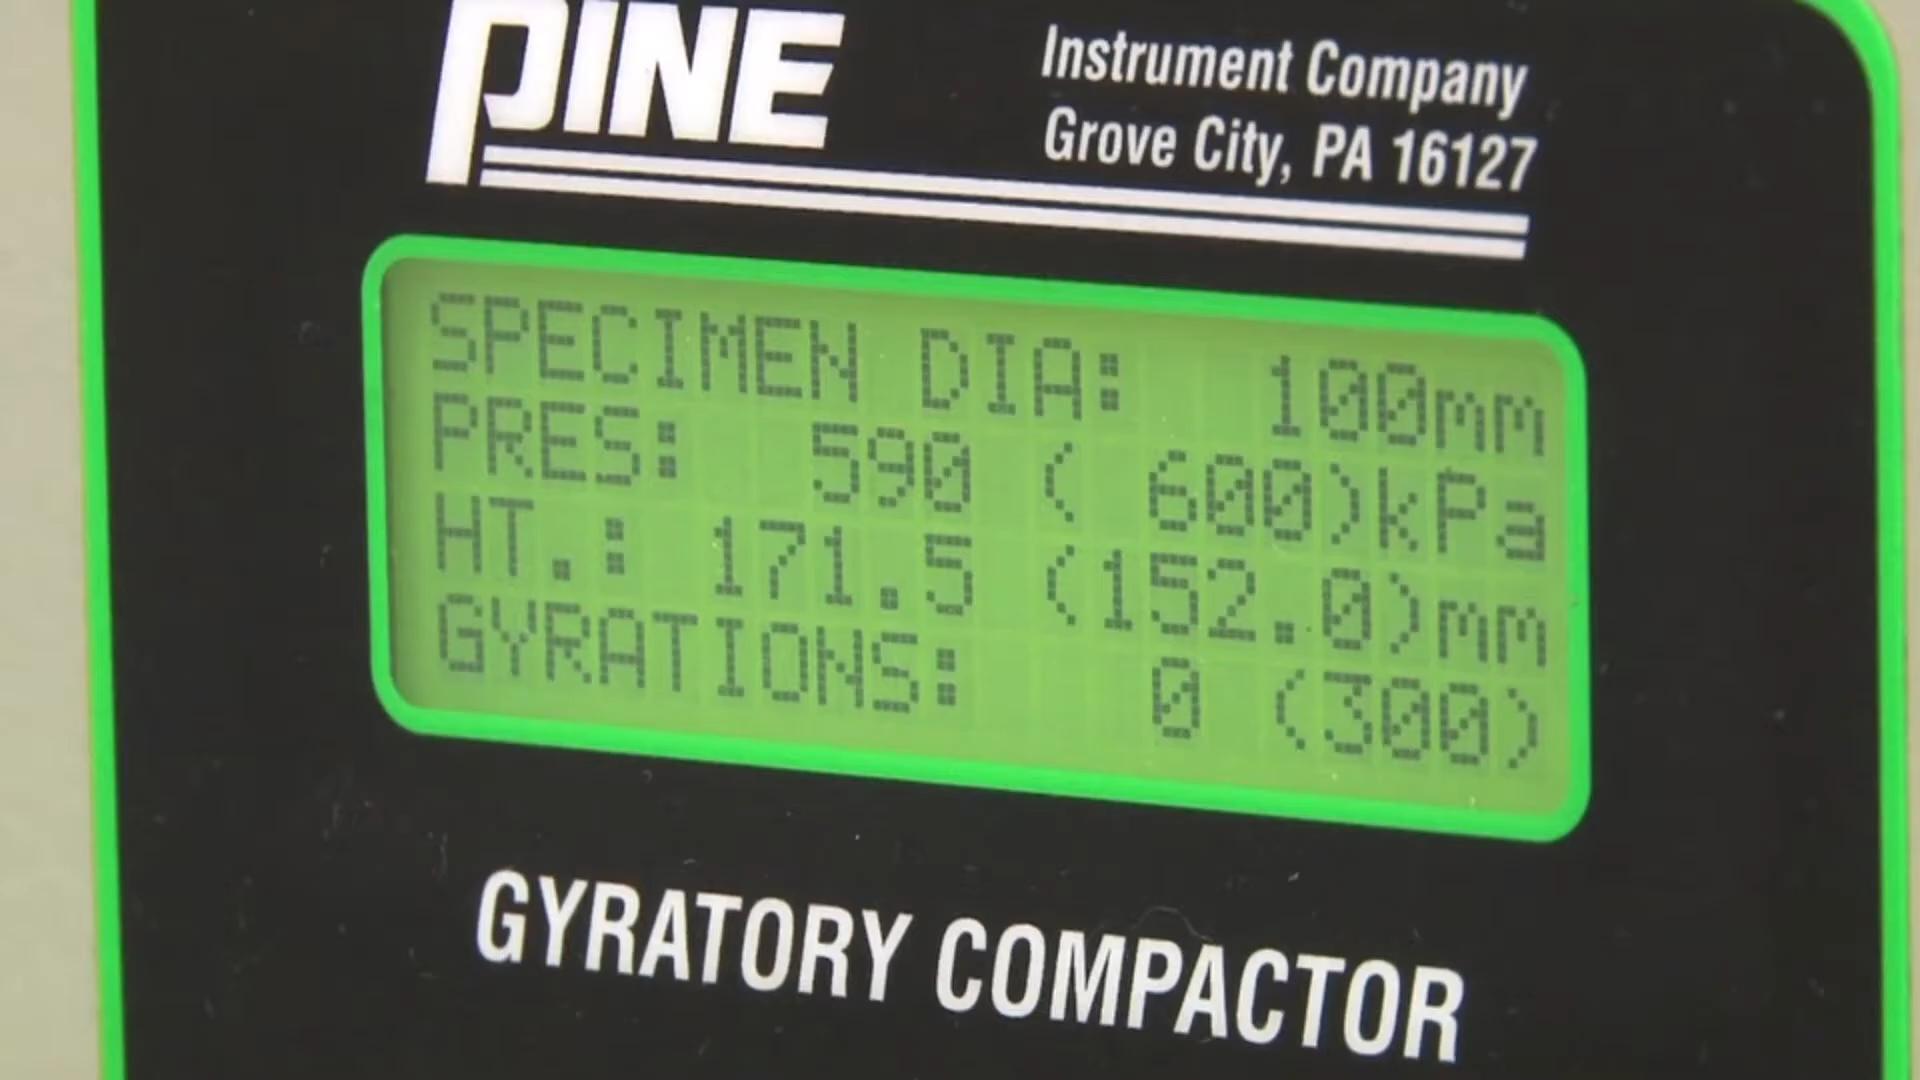 PINE
Instrument Company
Grove City, PA 16127
SPECIMEN DIA: 100mm
PRES: 590 ( 600)kPa
HT.: 171.5 (152.0)mm
GYRATIONS: 0 (300)
GYRATORY COMPACTOR